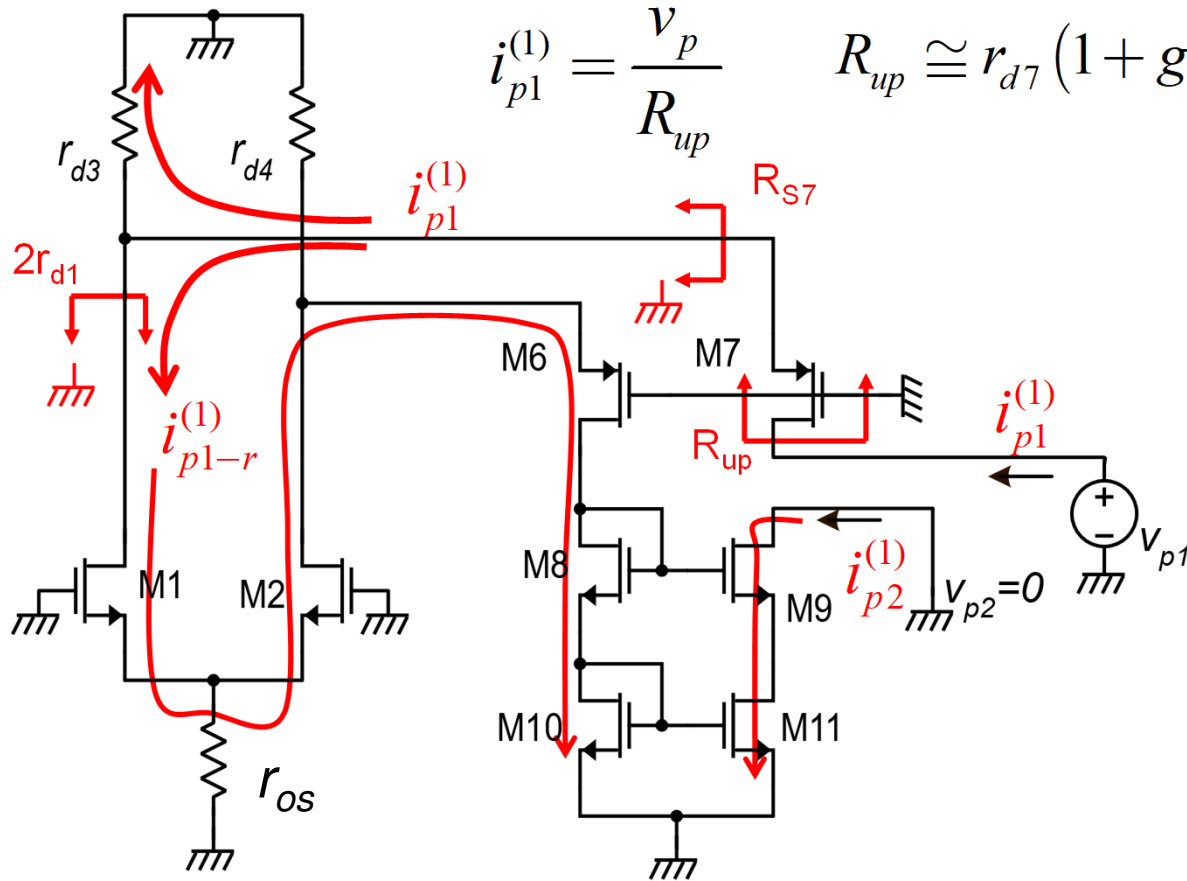 i_{p1}^{(1)} = \frac{v_p}{R_{up}}
R_{up} ≅ r_{d7} (1 + g
r_{d3}
r_{d4}
i_{p1}^{(1)}
R_{S7}
2r_{d1}
M6
M7
i_{p1-r}^{(1)}
R_{up}
i_{p1}^{(1)}
+
−
v_{p1}
M1
M2
M8
M9
i_{p2}^{(1)}
v_{p2}=0
M10
M11
r_{os}